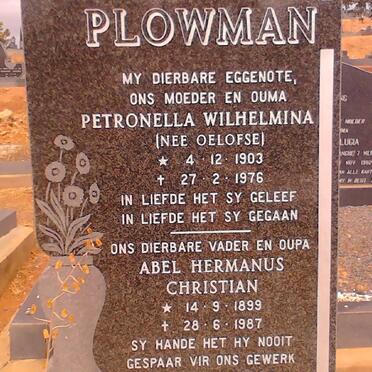 PLOWMAN
MY DIERBARE EGGENOTE,
ONS MOEDER EN OUMA
PETRONELLA WILHELMINA
(NEE OELOFSE)
★ 4 · 12 · 1903
✝ 27 · 2 · 1976
IN LIEFDE HET SY GELEEF
IN LIEFDE HET SY GEGAAN
ONS DIERBARE VADER EN OUPA
ABEL HERMANUS
CHRISTIAN
★ 14 · 9 · 1899
✝ 28 · 6 · 1987
SY HANDE HET HY NOOIT
GESPAAR VIR ONS GEWERK
MOEDER